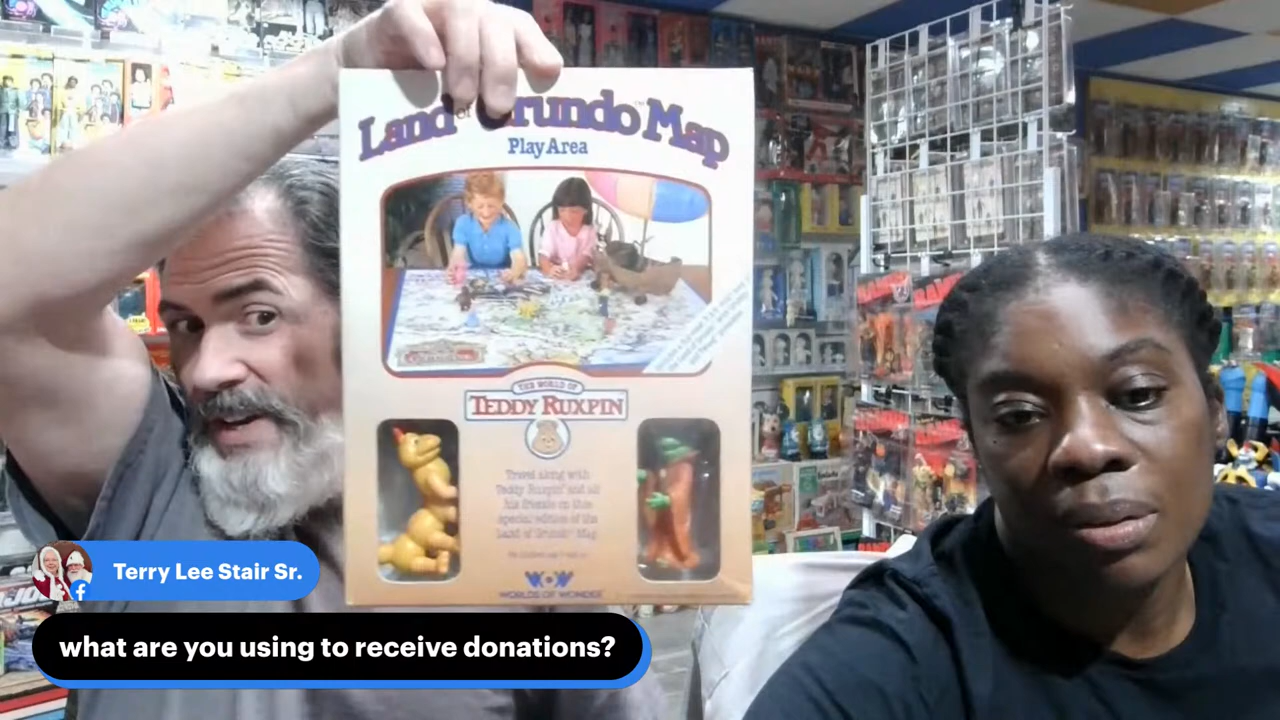 Land of Grundo Map
Play Area
THE WORLD OF
TEDDY RUXPIN
Travel along with
Teddy Ruxpin and all
his friends on this
special edition of the
Land of Grundo Map
WOW
WORLDS OF WONDER
Terry Lee Stair Sr.
what are you using to receive donations?